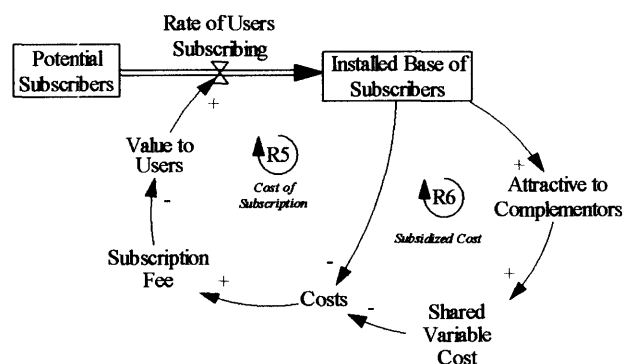 Rate of Users
Subscribing
Potential
Subscribers
Installed Base of
Subscribers
+
Value to
Users
R5
Cost of
Subscription
+
Attractive to
Complementors
R6
Subsidized Cost
-
Subscription
Fee
+
-
Costs
-
+
Shared
Variable
Cost